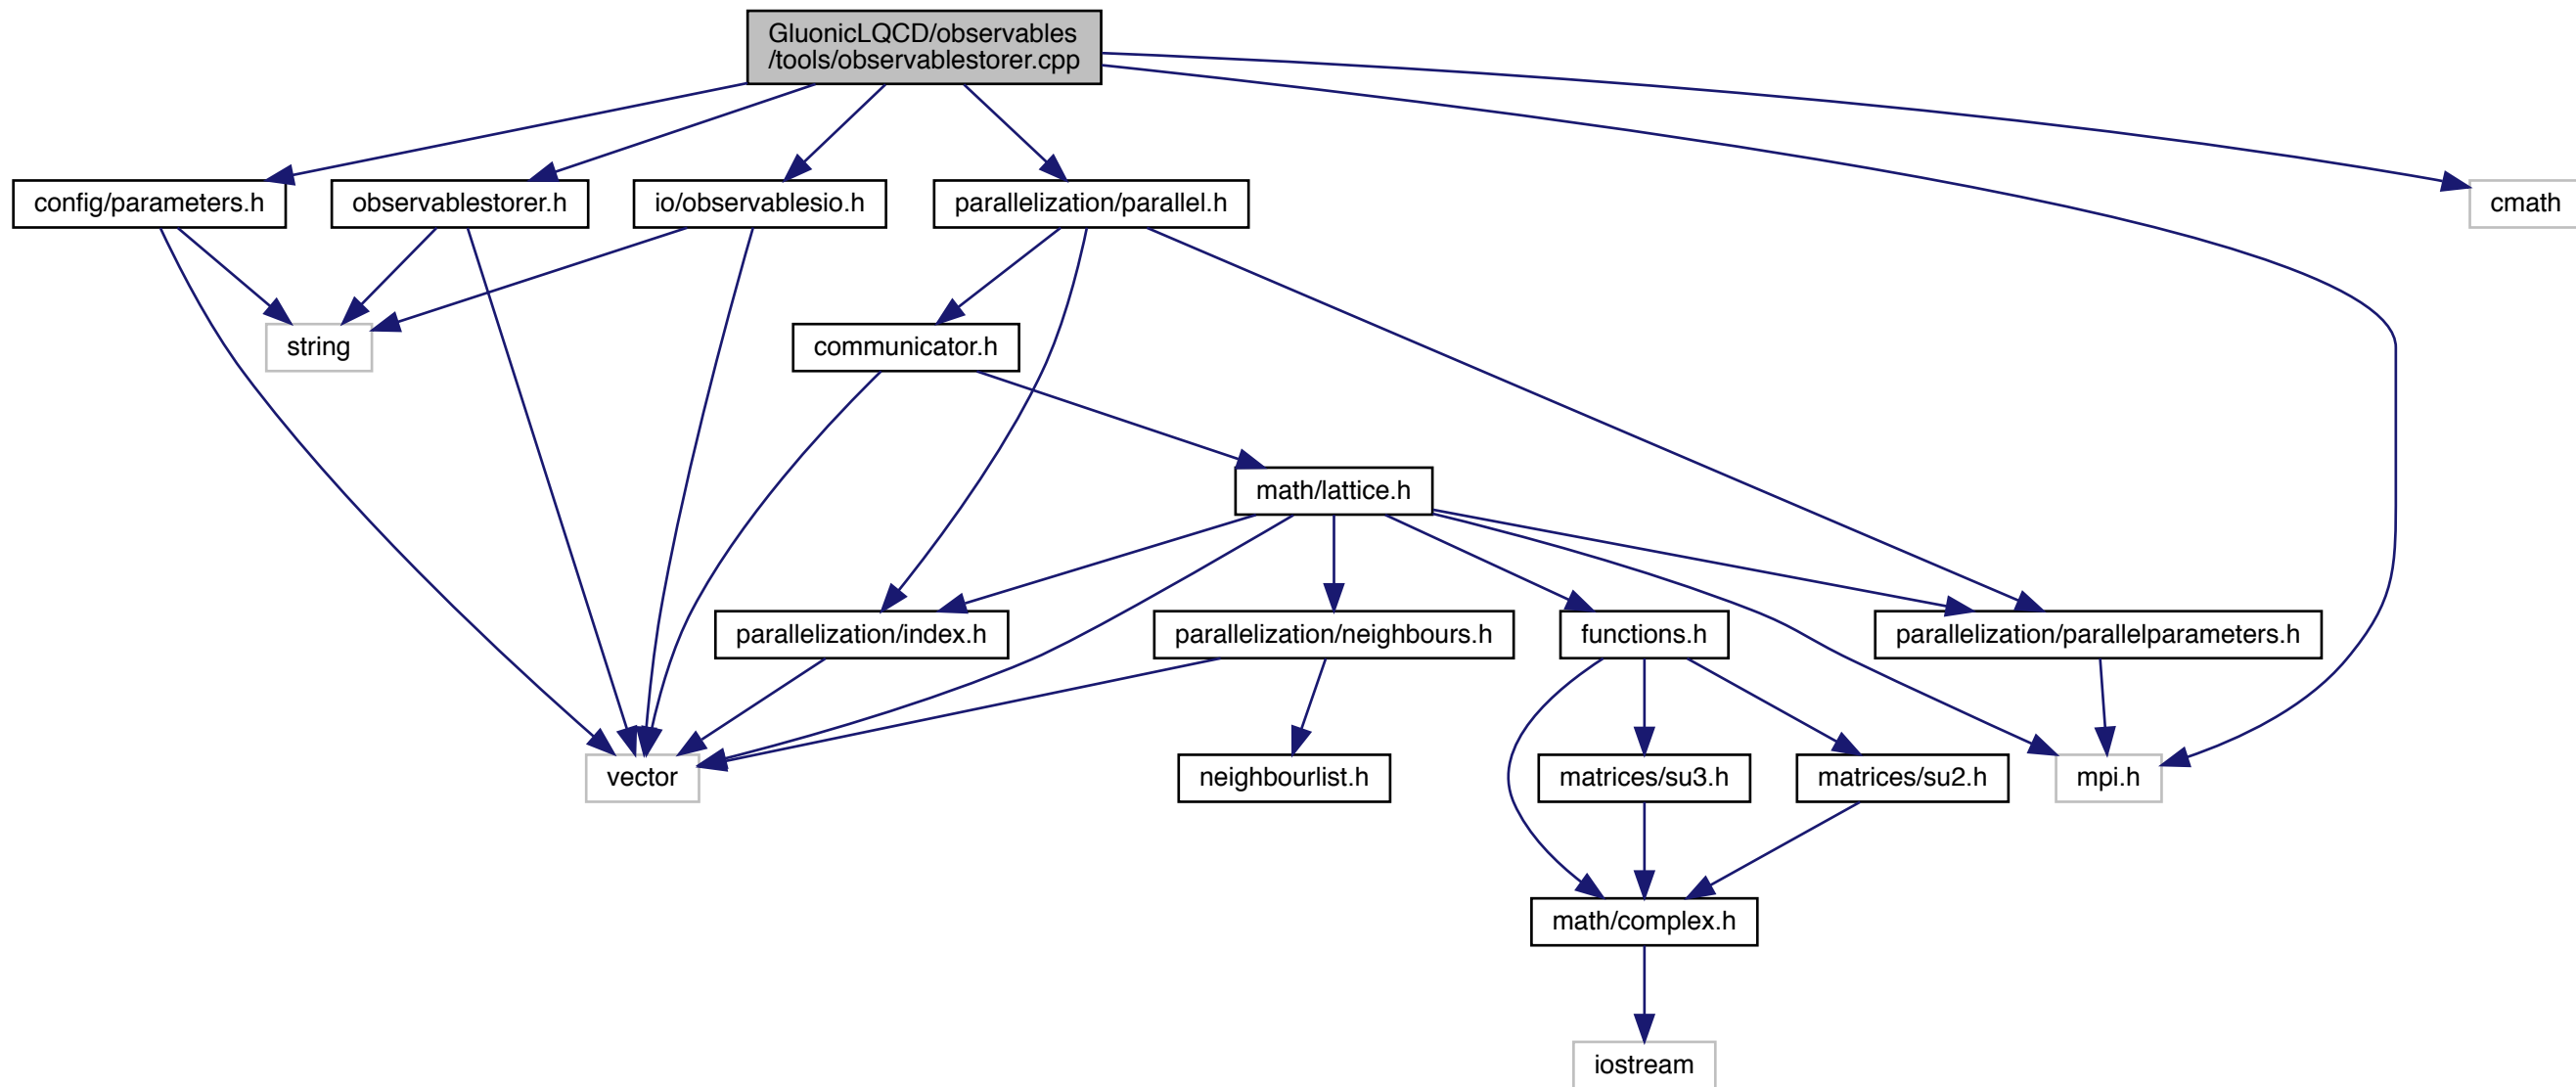 GluonicLQCD/observables
/tools/observablestorer.cpp
config/parameters.h
observablestorer.h
io/observablesio.h
parallelization/parallel.h
cmath
string
communicator.h
math/lattice.h
parallelization/index.h
parallelization/neighbours.h
functions.h
parallelization/parallelparameters.h
vector
neighbourlist.h
matrices/su3.h
matrices/su2.h
mpi.h
math/complex.h
iostream